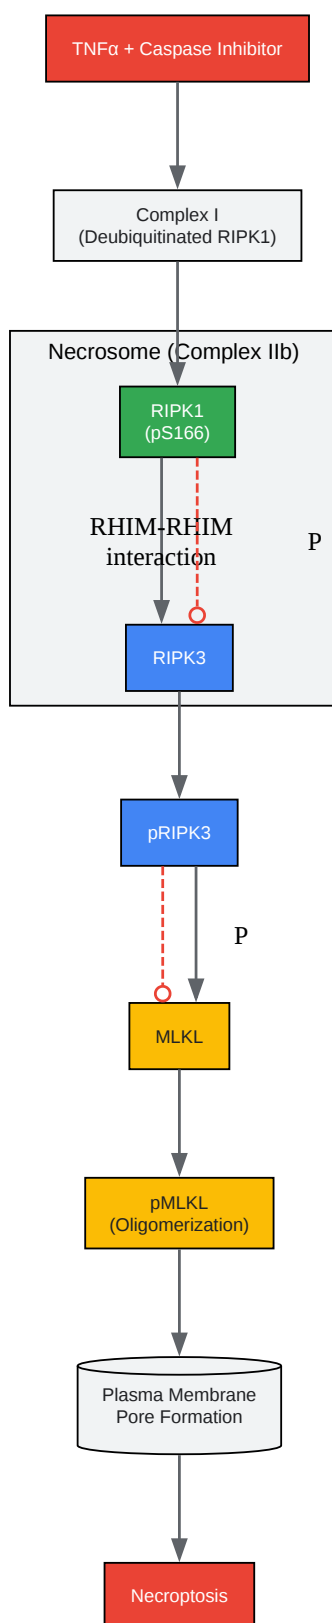 TNFα + Caspase Inhibitor
Complex I
(Deubiquitinated RIPK1)
Necrosome (Complex IIb)
RIPK1
(pS166)
RHIM-RHIM
interaction
P
RIPK3
pRIPK3
P
MLKL
pMLKL
(Oligomerization)
Plasma Membrane
Pore Formation
Necroptosis